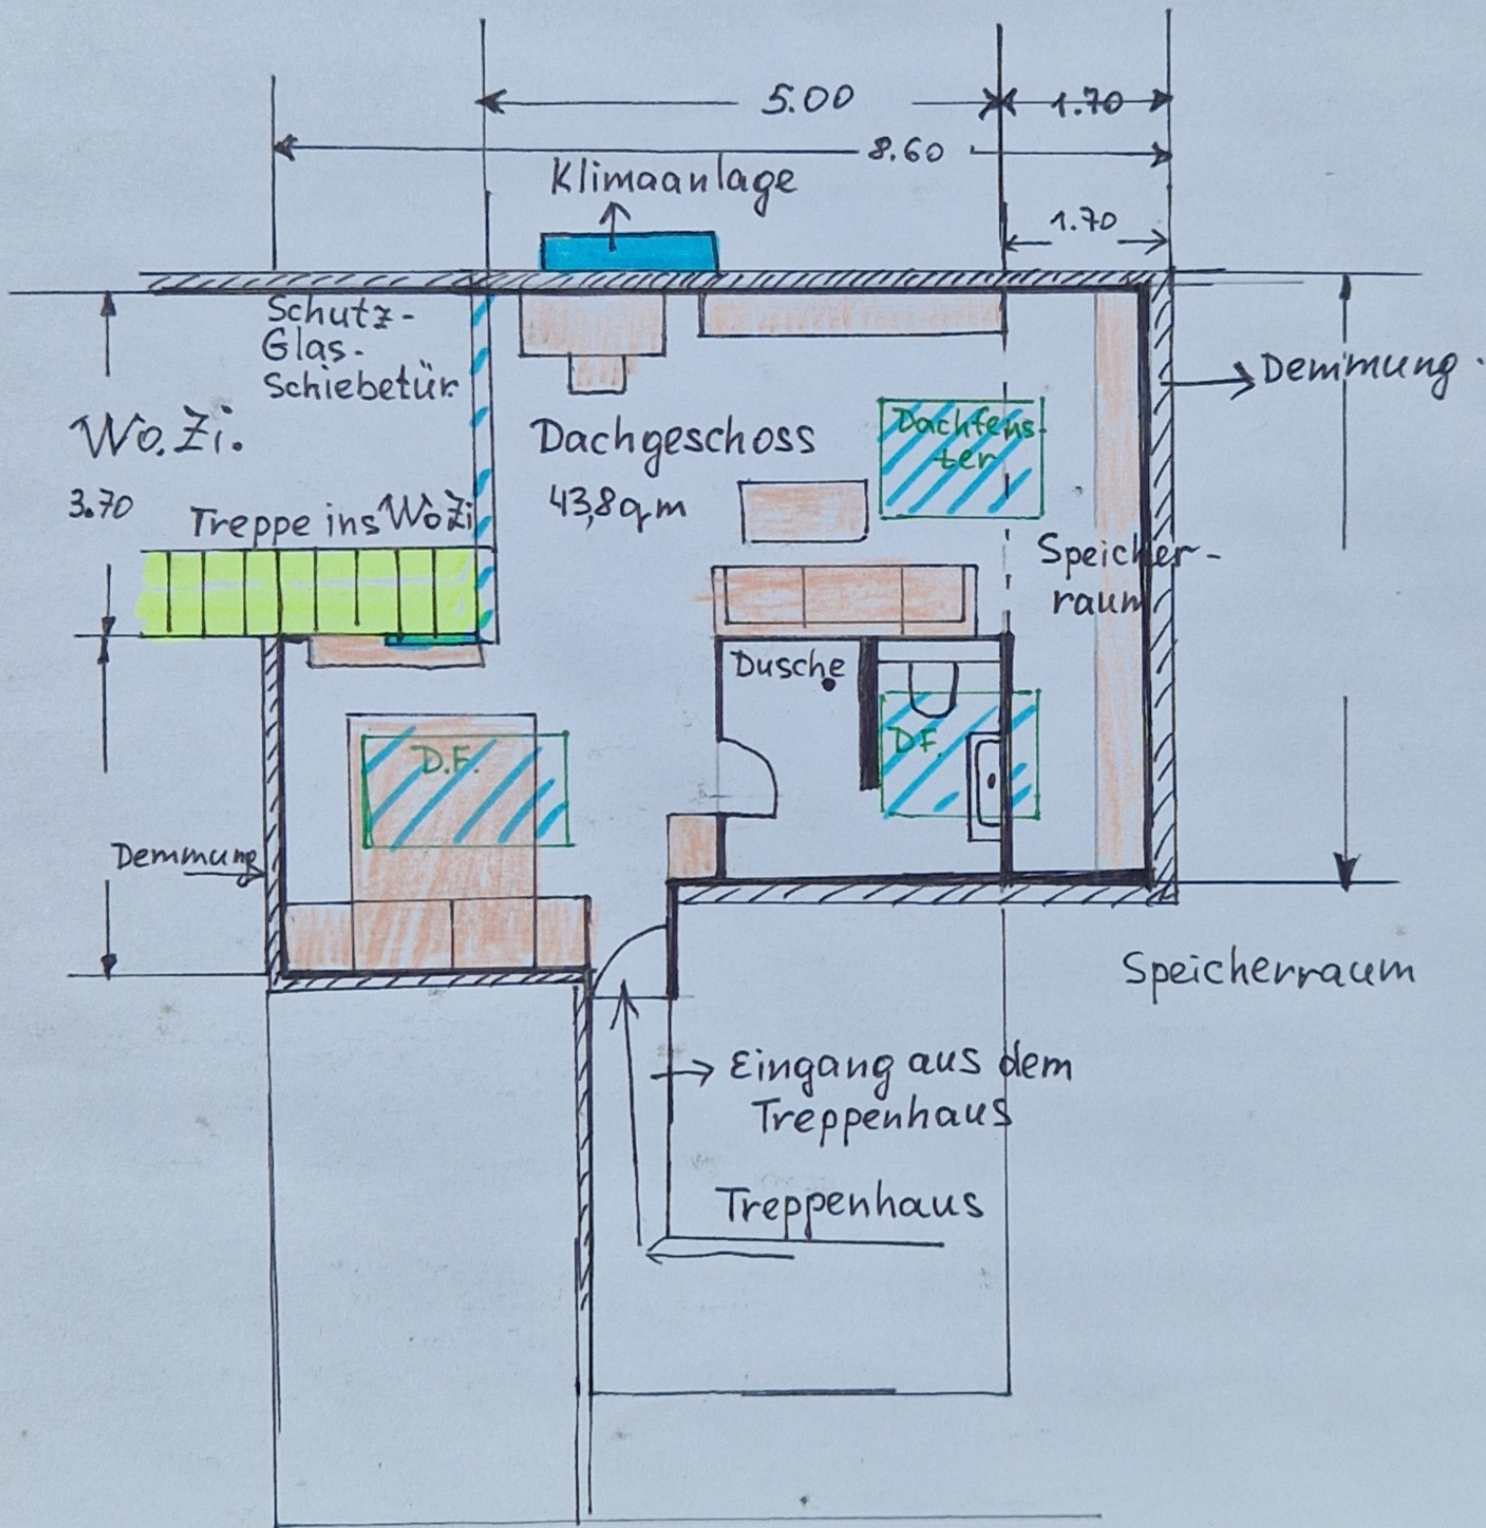 5.00
1.70
8.60
Klimaanlage
1.70
Schutz-
Glas-
Schiebetür.
Demmung.
Wo.Zi.
Dachgeschoss
Dachfens-
ter
3.70
43,8qm
Treppe ins WoZi
Speicher-
raum
Dusche
D.F.
D.F.
Demmung
Speicherraum
Eingang aus dem
Treppenhaus
Treppenhaus